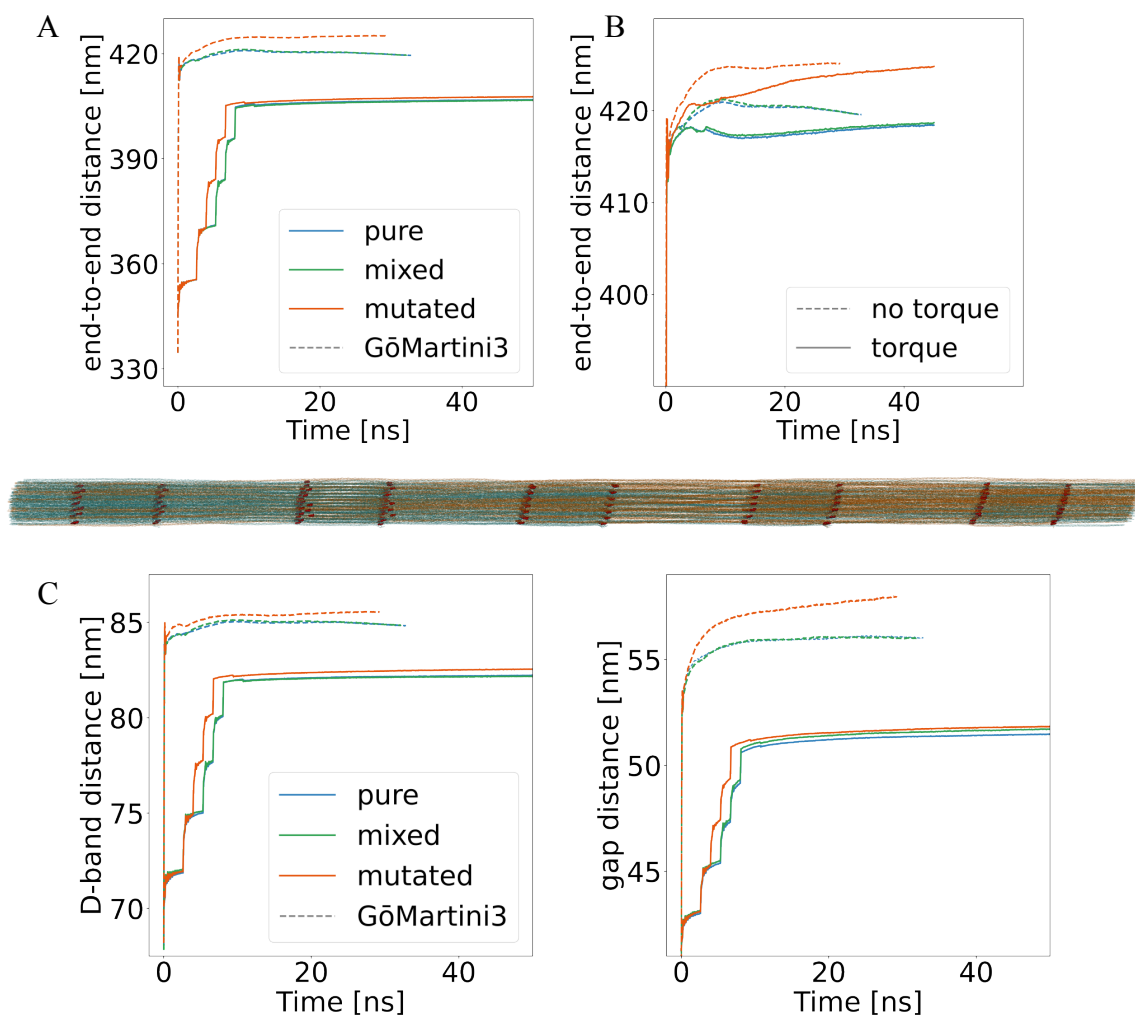 A
end-to-end distance [nm]
420
390
360
330
pure
mixed
mutated
GōMartini3
0
20
40
Time [ns]
B
end-to-end distance [nm]
420
410
400
no torque
torque
0
20
40
Time [ns]
C
D-band distance [nm]
85
80
75
70
pure
mixed
mutated
GōMartini3
0
20
40
Time [ns]
gap distance [nm]
55
50
45
0
20
40
Time [ns]